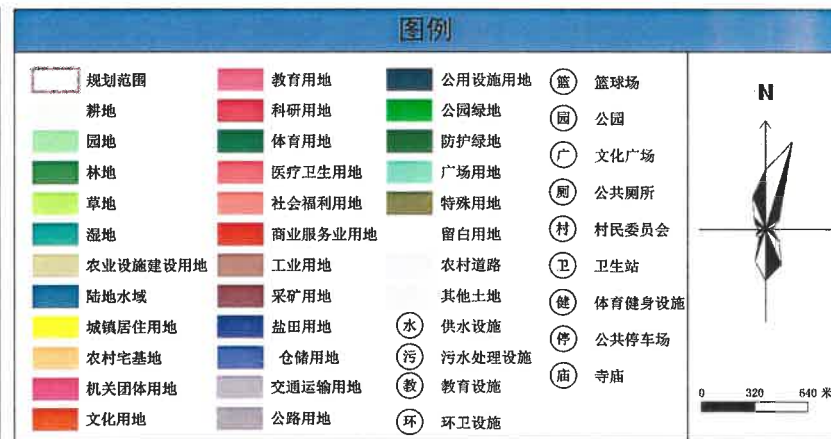 图例
规划范围
耕地
园地
林地
草地
湿地
农业设施建设用地
陆地水域
城镇居住用地
农村宅基地
机关团体用地
文化用地
教育用地
科研用地
体育用地
医疗卫生用地
社会福利用地
商业服务业用地
工业用地
采矿用地
盐田用地
仓储用地
交通运输用地
公路用地
公用设施用地
公园绿地
防护绿地
广场用地
特殊用地
留白用地
农村道路
其他土地
水 供水设施
污 污水处理设施
教 教育设施
环 环卫设施
篮 篮球场
园 公园
广 文化广场
厕 公共厕所
村 村民委员会
卫 卫生站
健 体育健身设施
停 公共停车场
庙 寺庙
N
0 320 640 米